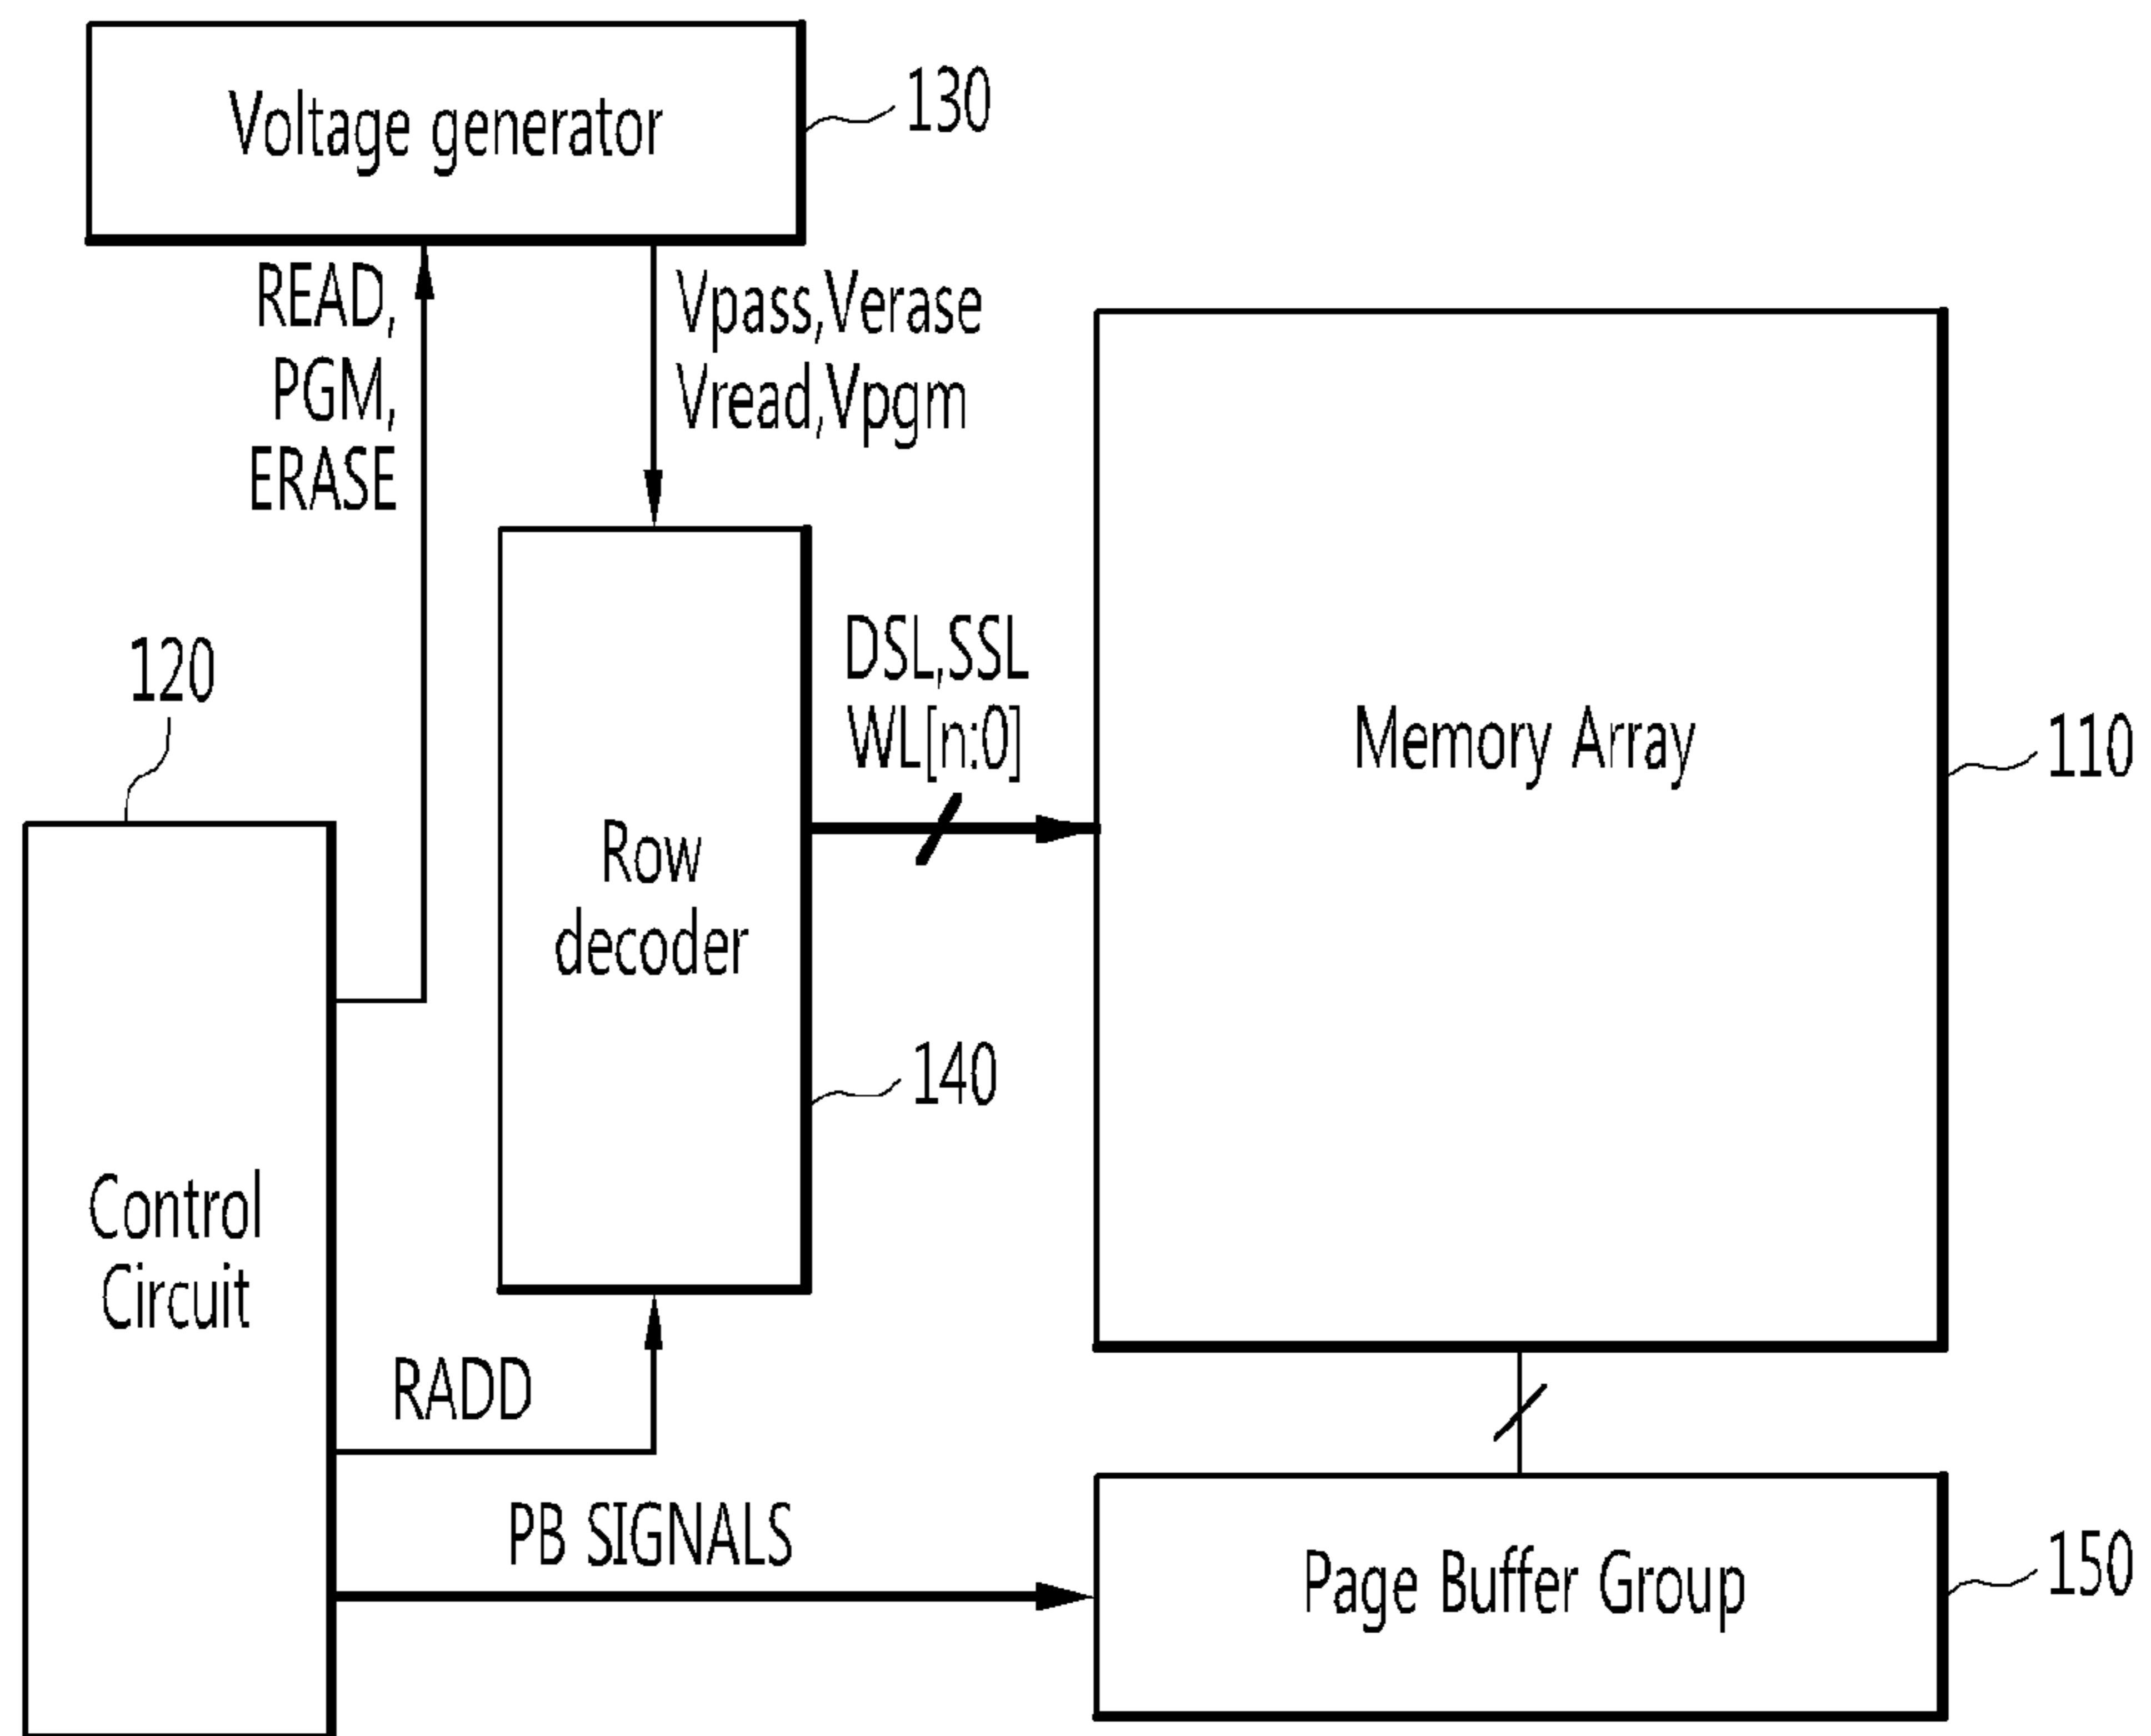 Voltage generator
130
READ,
PGM,
ERASE
Vpass,Verase
Vread,Vpgm
120
DSL,SSL
WL[n:0]
Memory Array
110
Row
decoder
140
Control
Circuit
RADD
PB SIGNALS
Page Buffer Group
150